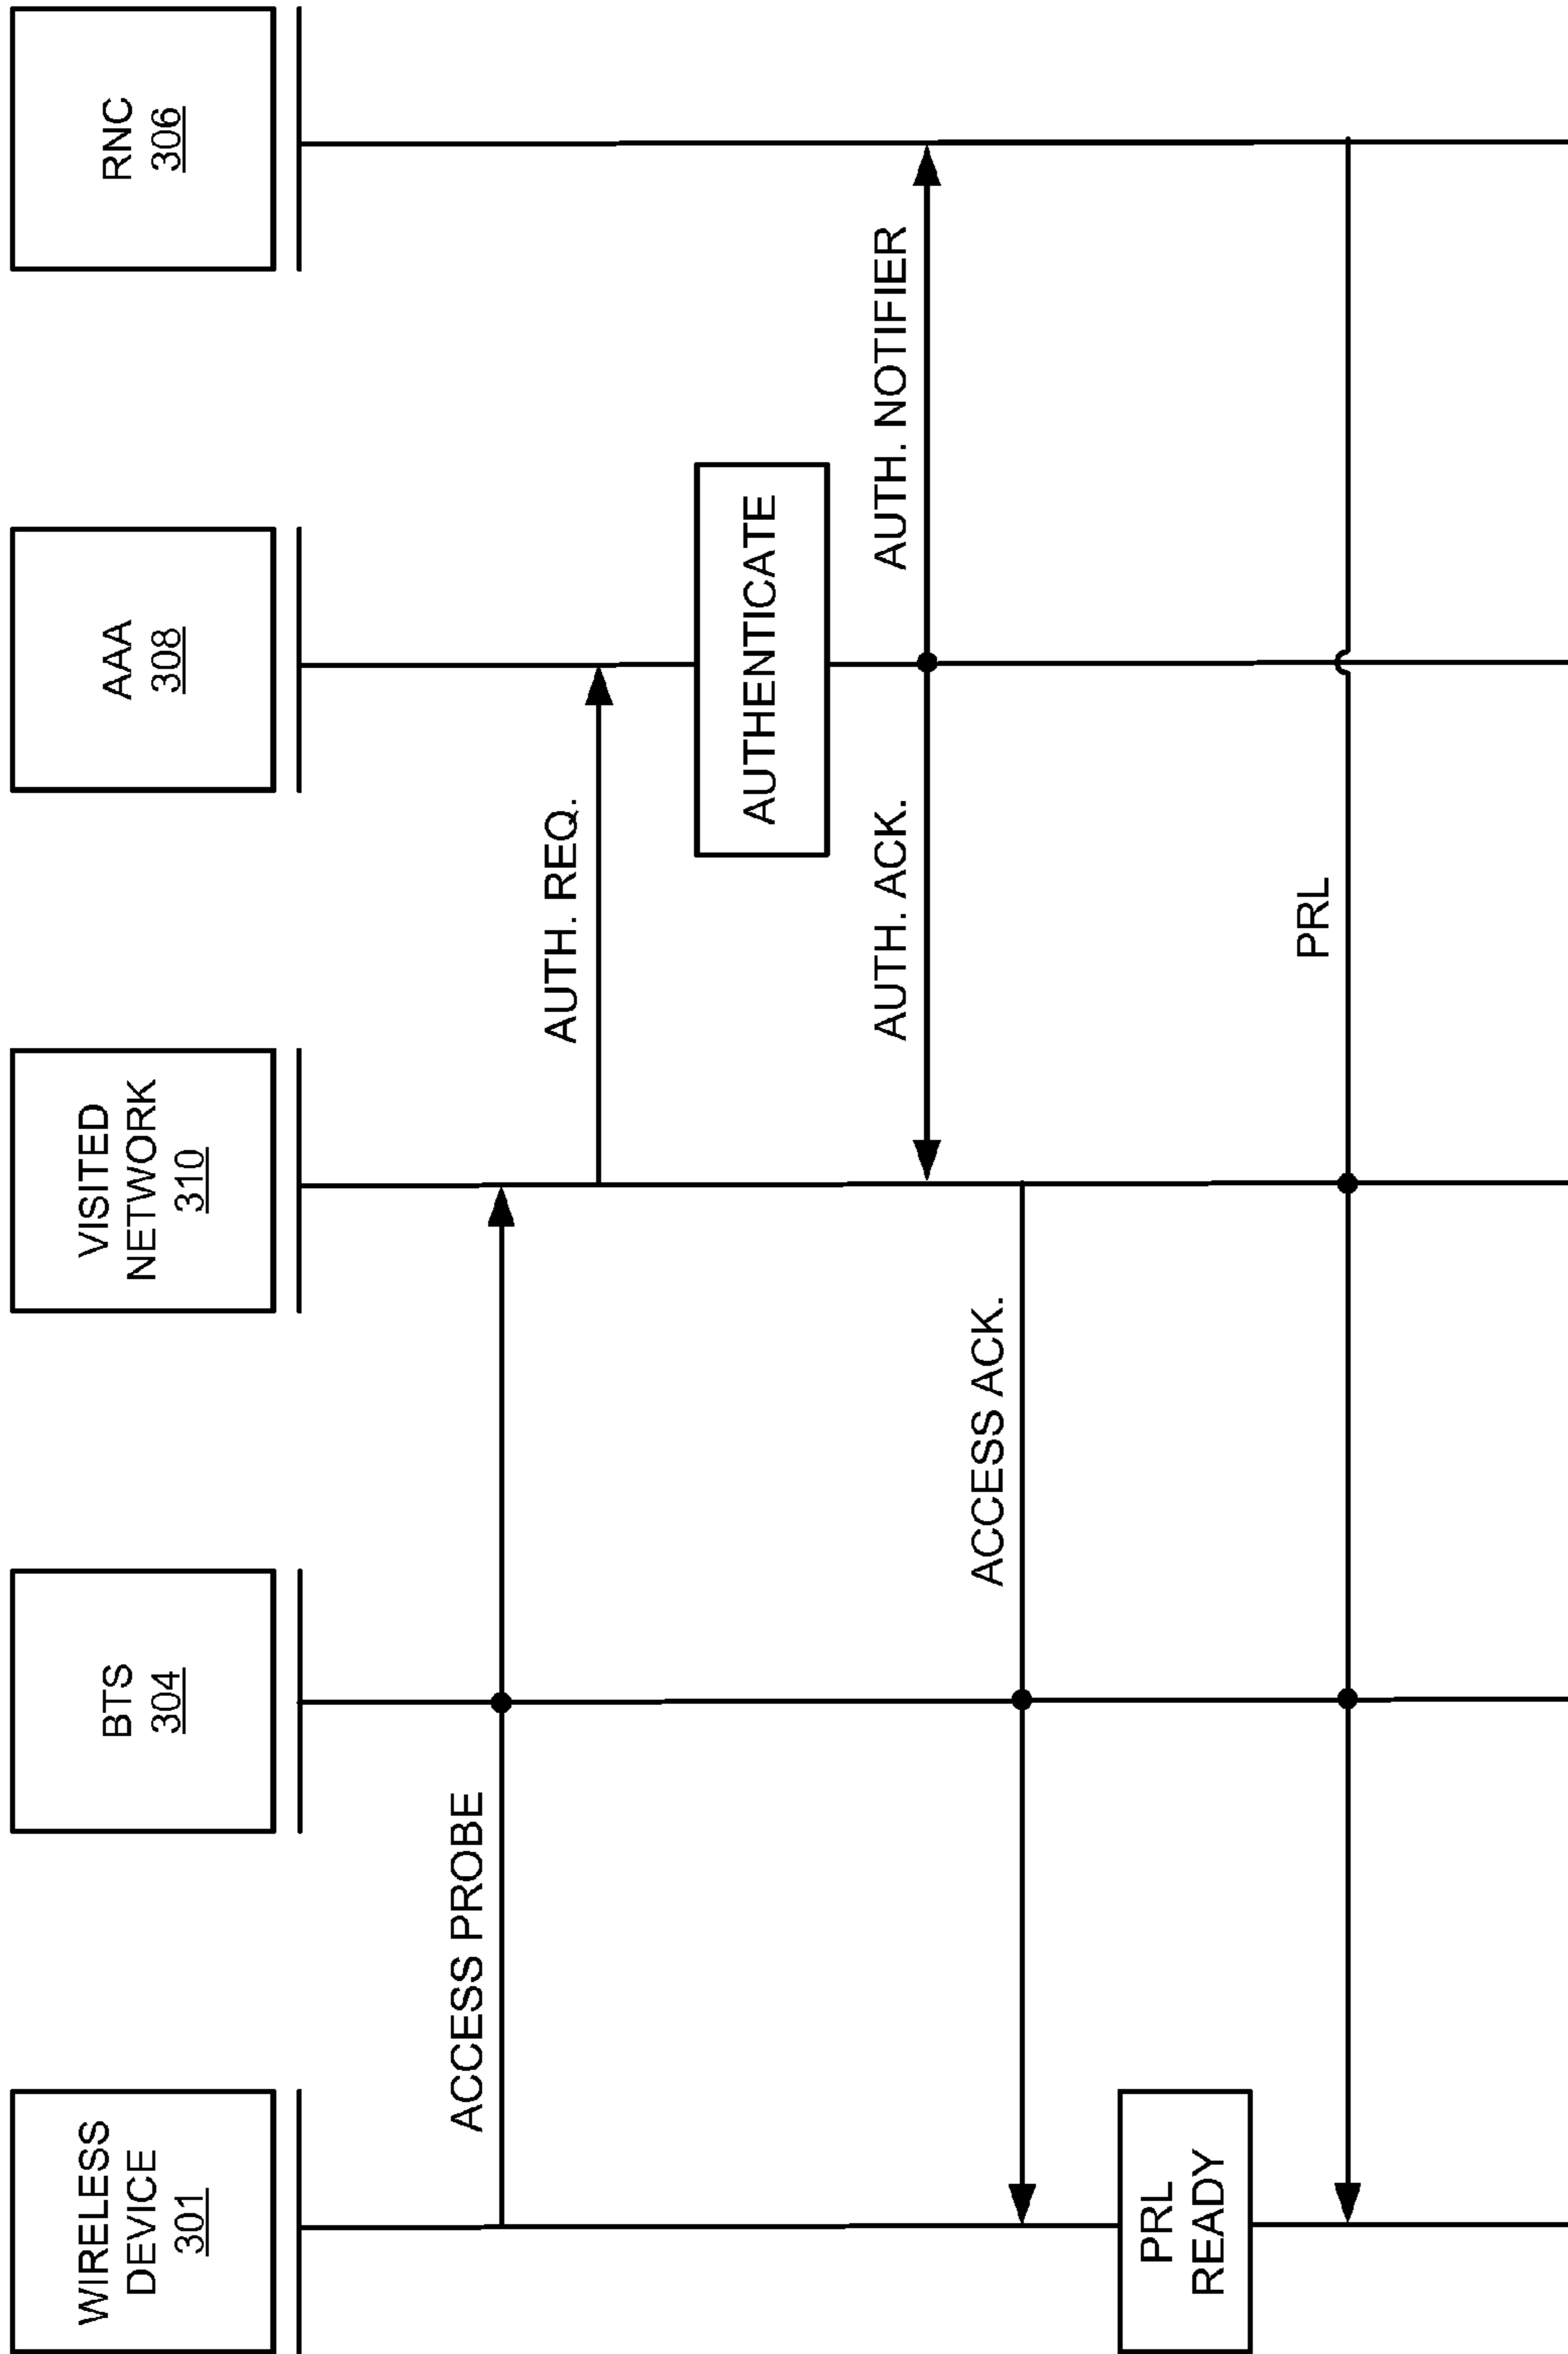 WIRELESS
DEVICE
301
BTS
304
VISITED
NETWORK
310
AAA
308
RNC
306
ACCESS PROBE
AUTH. REQ.
AUTHENTICATE
AUTH. ACK.
AUTH. NOTIFIER
ACCESS ACK.
PRL
READY
PRL